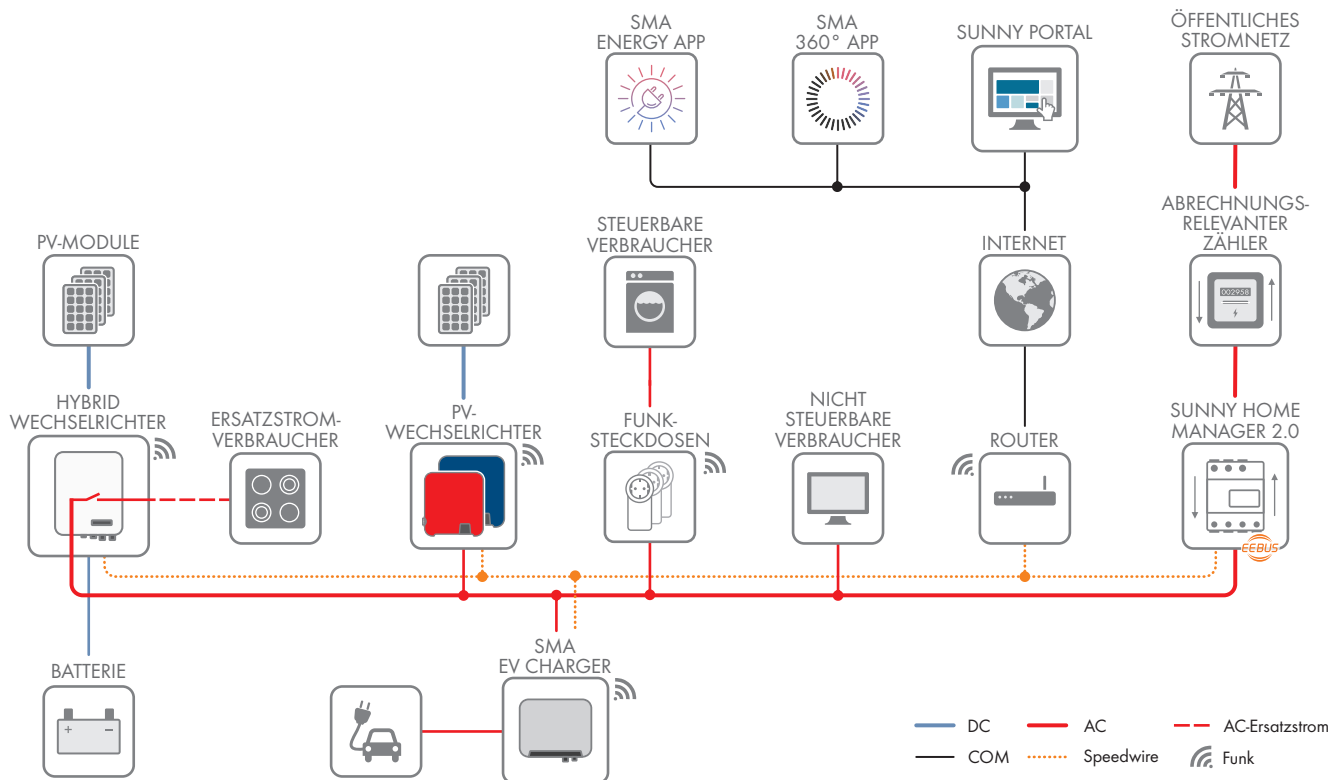 SMA
ENERGY APP
SMA
360° APP
SUNNY PORTAL
ÖFFENTLICHES
STROMNETZ
PV-MODULE
STEUERBARE
VERBRAUCHER
INTERNET
ABRECHNUNGS-
RELEVANTER
ZÄHLER
002958
HYBRID
WECHSELRICHTER
ERSATZSTROM-
VERBRAUCHER
PV-
WECHSELRICHTER
FUNK-
STECKDOSEN
NICHT
STEUERBARE
VERBRAUCHER
ROUTER
SUNNY HOME
MANAGER 2.0
EEBUS
BATTERIE
+ −
SMA
EV CHARGER
DC
AC
AC-Ersatzstrom
COM
Speedwire
Funk